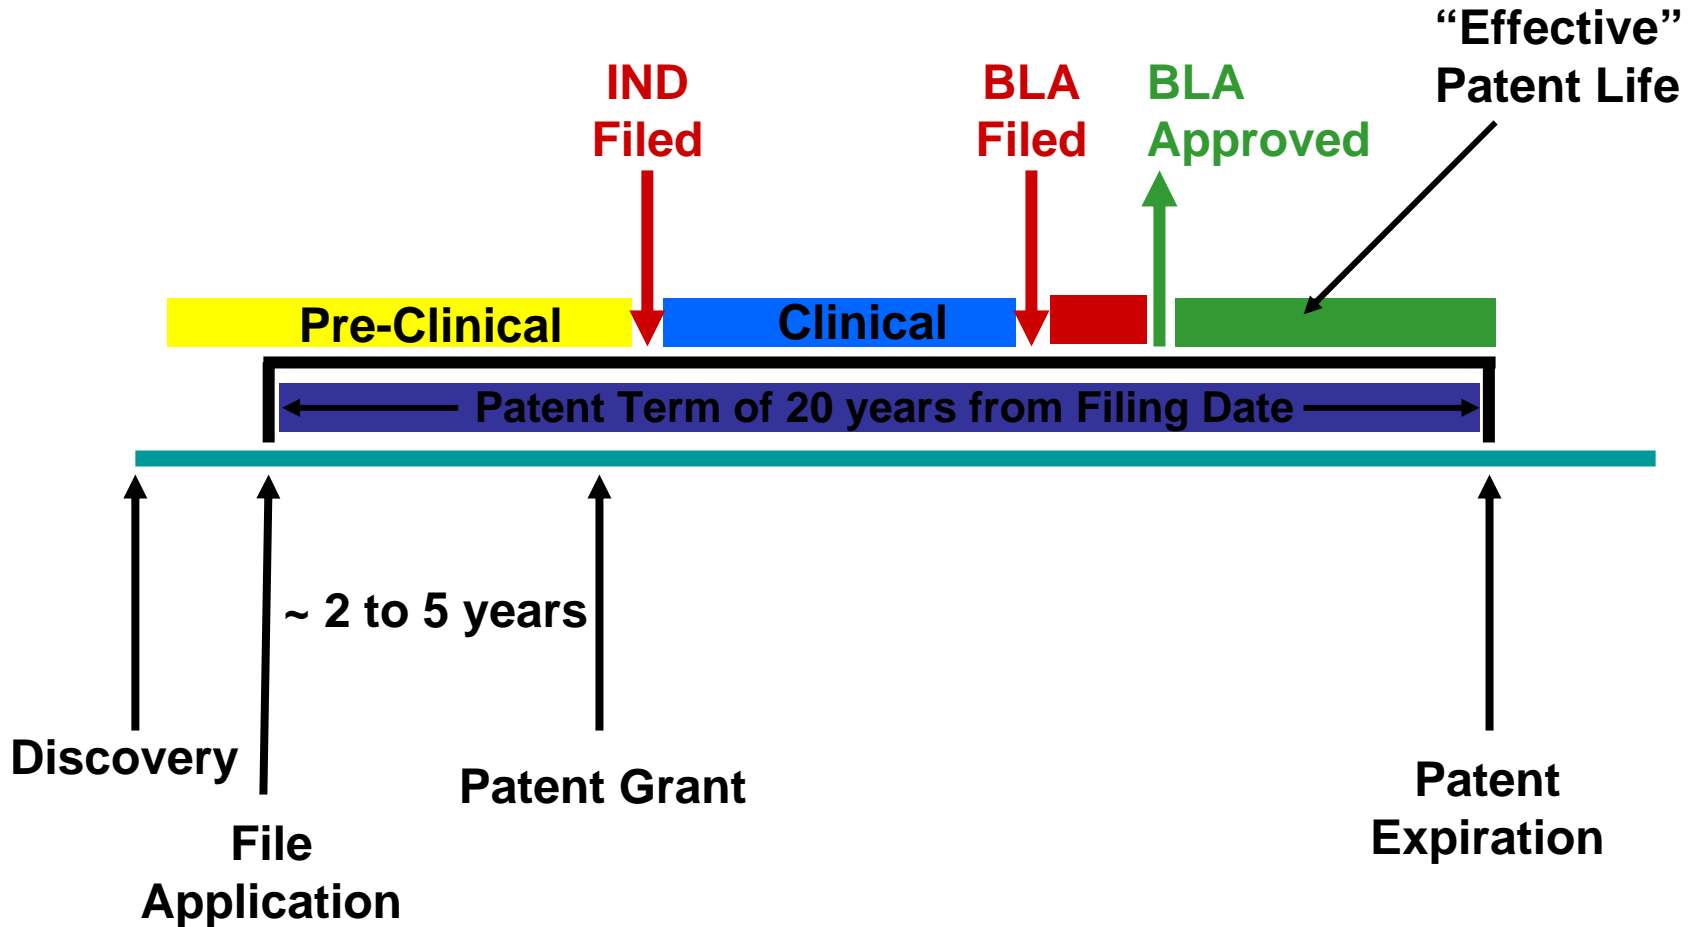 “Effective”
Patent Life
IND
Filed
BLA
Filed
BLA
Approved
Pre-Clinical
Clinical
Patent Term of 20 years from Filing Date
~ 2 to 5 years
Discovery
File
Application
Patent Grant
Patent
Expiration